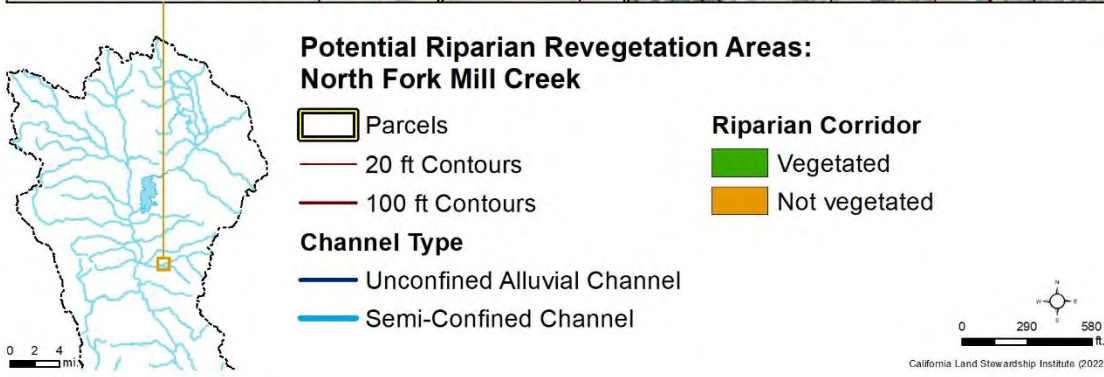 Potential Riparian Revegetation Areas:
North Fork Mill Creek
Parcels
20 ft Contours
100 ft Contours
Channel Type
Unconfined Alluvial Channel
Semi-Confined Channel
Riparian Corridor
Vegetated
Not vegetated
0 2 4
mi.
N
W E
S
0 290 580
ft.
California Land Stewardship Institute (2022